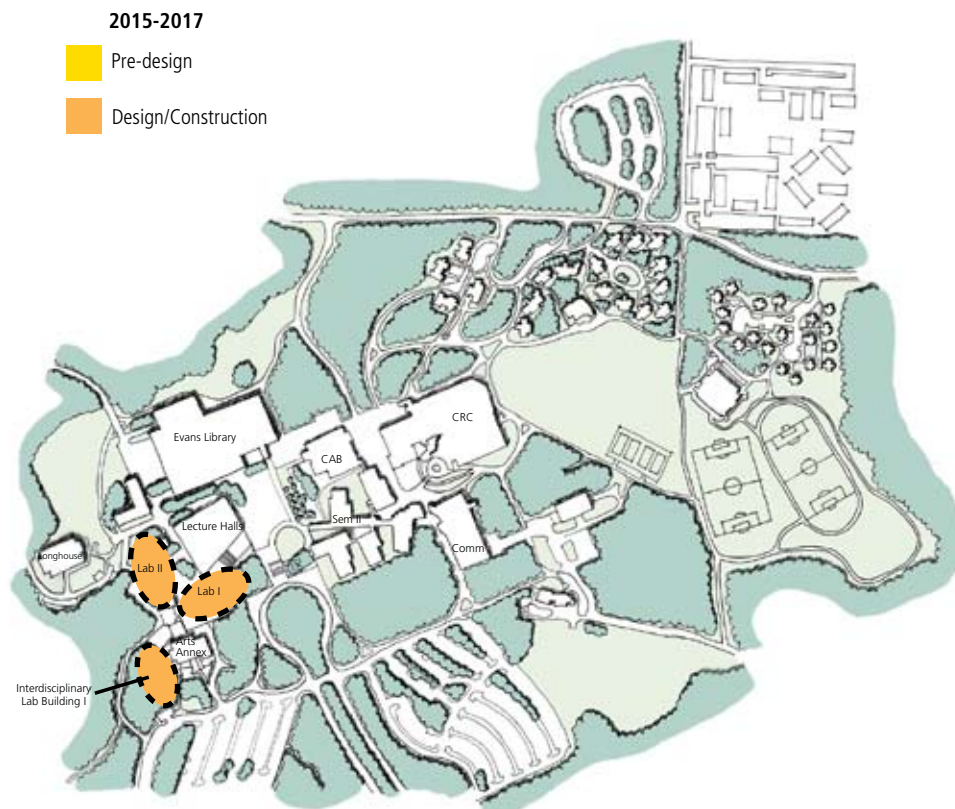 2015-2017
Pre-design
Design/Construction
CRC
Evans Library
CAB
Lecture Halls
Sem II
Comm
Longhouse
Lab II
Lab I
Arts
Annex
Interdisciplinary
Lab Building I